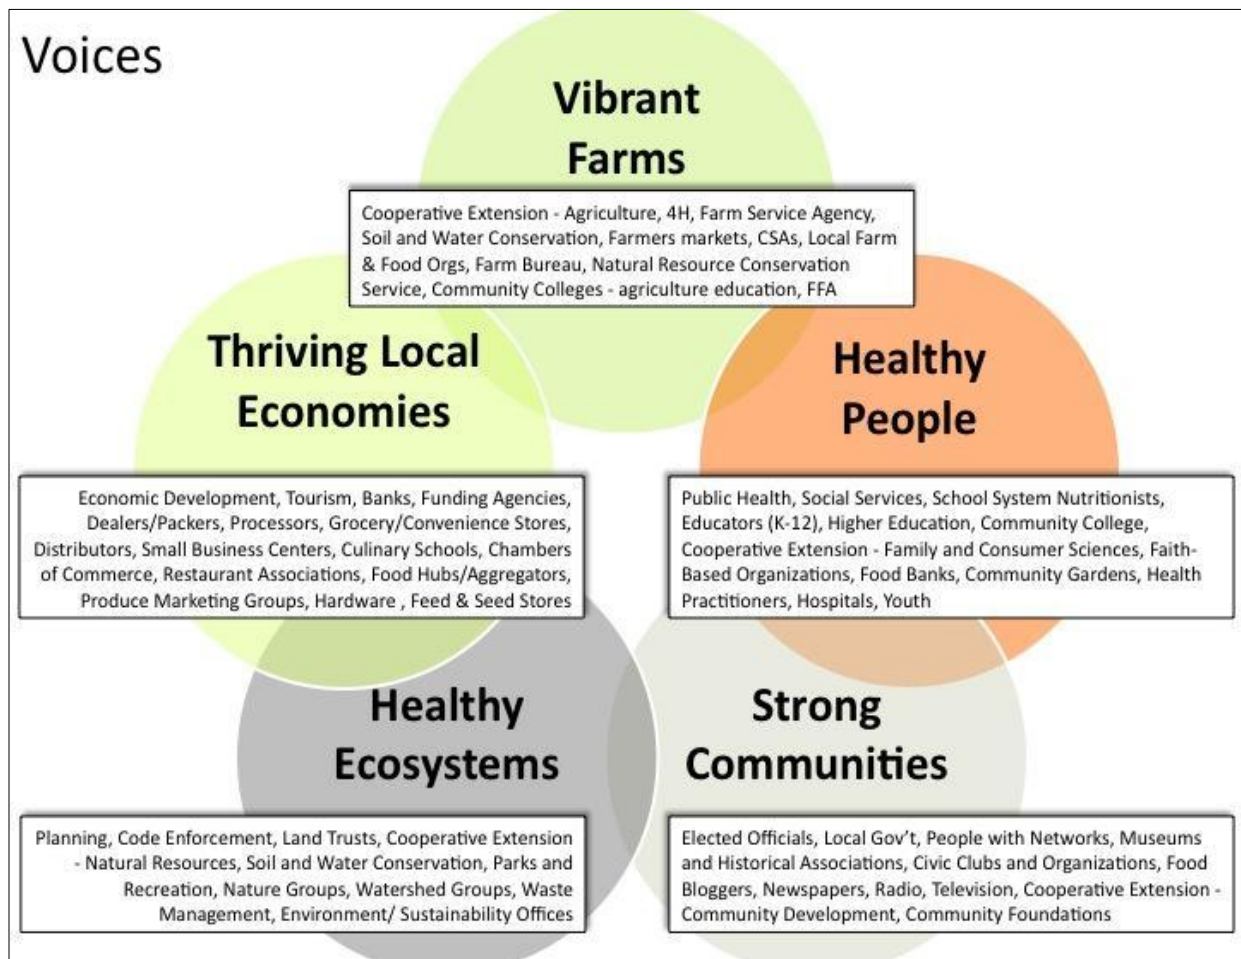 Voices
Vibrant
Farms
Cooperative Extension - Agriculture, 4H, Farm Service Agency,
Soil and Water Conservation, Farmers markets, CSAs, Local Farm
& Food Orgs, Farm Bureau, Natural Resource Conservation
Service, Community Colleges - agriculture education, FFA
Thriving Local
Economies
Economic Development, Tourism, Banks, Funding Agencies,
Dealers/Packers, Processors, Grocery/Convenience Stores,
Distributors, Small Business Centers, Culinary Schools, Chambers
of Commerce, Restaurant Associations, Food Hubs/Aggregators,
Produce Marketing Groups, Hardware , Feed & Seed Stores
Healthy
People
Public Health, Social Services, School System Nutritionists,
Educators (K-12), Higher Education, Community College,
Cooperative Extension - Family and Consumer Sciences, Faith-
Based Organizations, Food Banks, Community Gardens, Health
Practitioners, Hospitals, Youth
Healthy
Ecosystems
Planning, Code Enforcement, Land Trusts, Cooperative Extension
- Natural Resources, Soil and Water Conservation, Parks and
Recreation, Nature Groups, Watershed Groups, Waste
Management, Environment/ Sustainability Offices
Strong
Communities
Elected Officials, Local Gov’t, People with Networks, Museums
and Historical Associations, Civic Clubs and Organizations, Food
Bloggers, Newspapers, Radio, Television, Cooperative Extension -
Community Development, Community Foundations